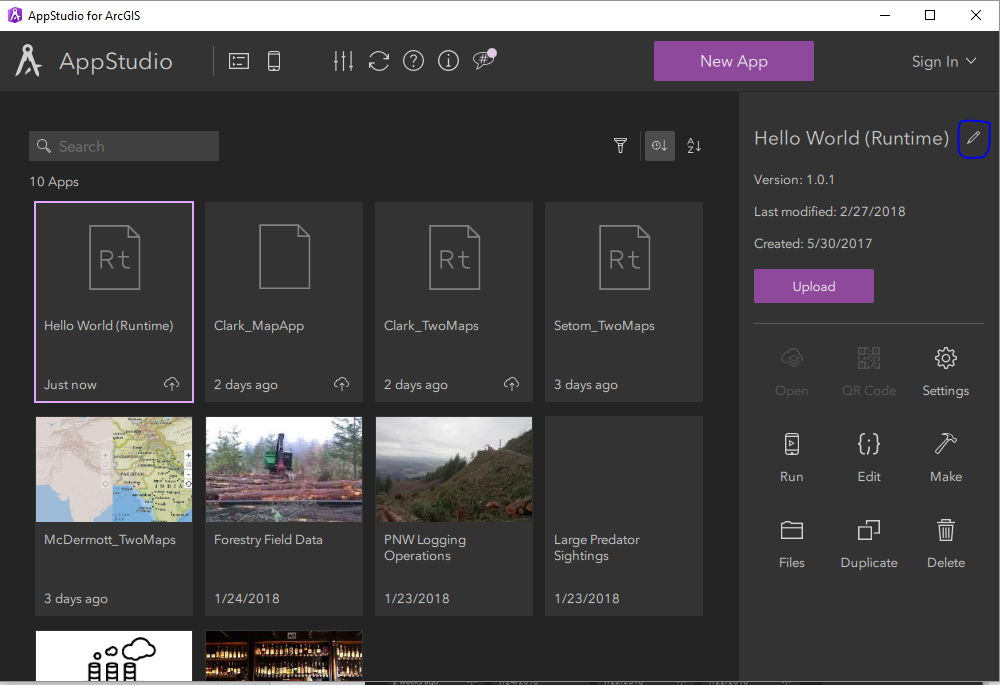 AppStudio for ArcGIS
AppStudio
New App
Sign In
Search
10 Apps
Rt
Hello World (Runtime)
Just now
Clark_MapApp
2 days ago
Rt
Clark_TwoMaps
2 days ago
Rt
Setom_TwoMaps
3 days ago
INDIA
McDermott_TwoMaps
3 days ago
Forestry Field Data
1/24/2018
PNW Logging
Operations
1/23/2018
Large Predator
Sightings
1/23/2018
Hello World (Runtime)
Version: 1.0.1
Last modified: 2/27/2018
Created: 5/30/2017
Upload
Open
QR Code
Settings
Run
Edit
Make
Files
Duplicate
Delete